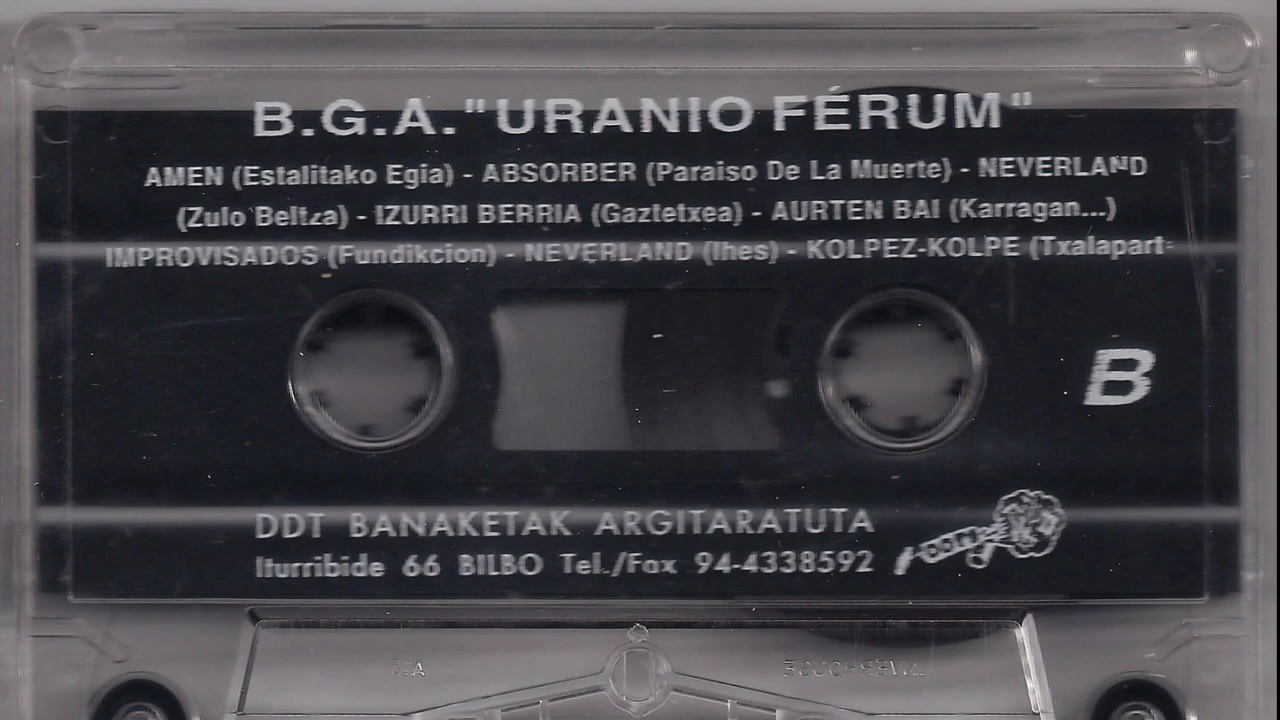 B.G.A. "URANIO FÉRUM"
AMEN (Estalitako Egia) - ABSORBER (Paraiso De La Muerte) - NEVERLAND
(Zulo Beltza) - IZURRI BERRIA (Gaztetxea) - AURTEN BAI (Karragan...)
IMPROVISADOS (Fundikcion) - NEVERLAND (Ihes) - KOLPEZ-KOLPE (Txalapart
B
DDT BANAKETAK ARGITARATUTA
Iturribide 66 BILBO Tel./Fax 94-4338592